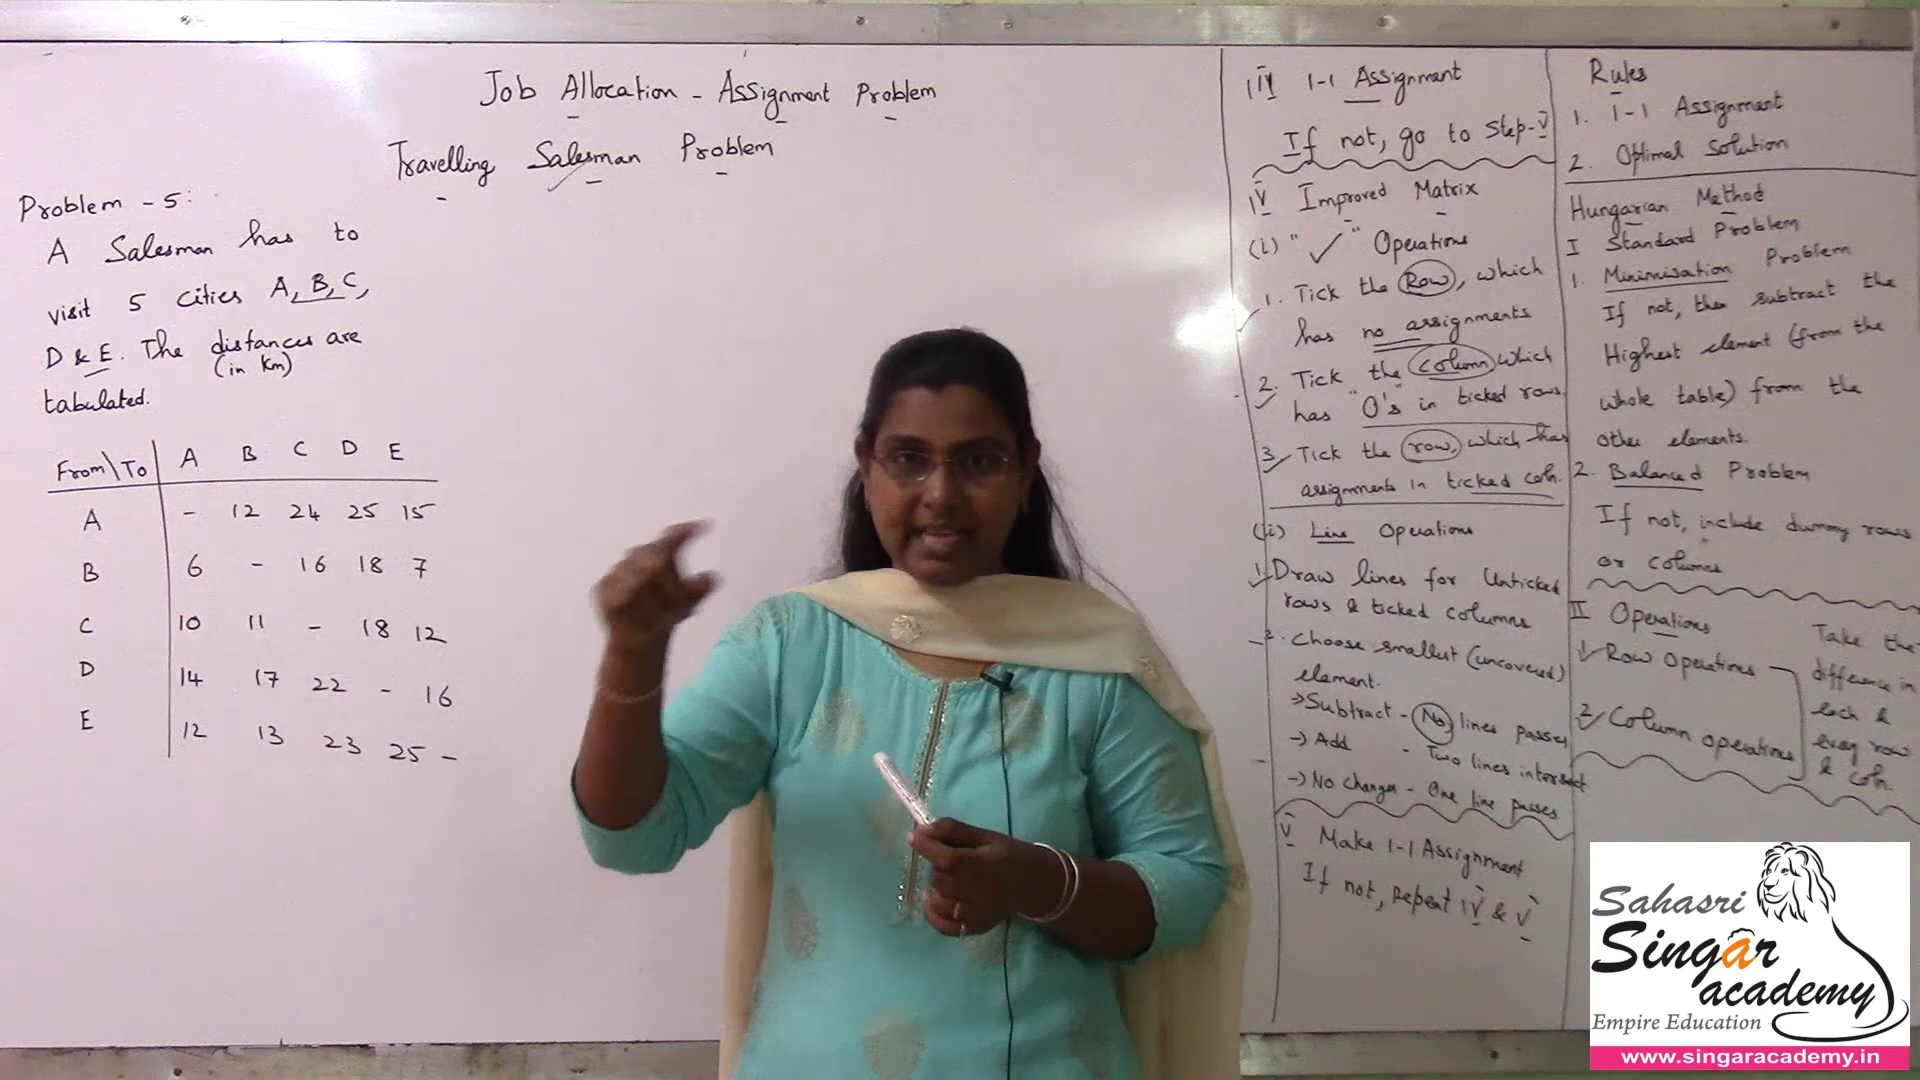 Job Allocation - Assignment Problem
Travelling Salesman Problem
Problem - 5:
A Salesman has to
visit 5 cities A, B, C,
D & E. The distances are
(in Km)
tabulated.
From\To A B C D E
A - 12 24 25 15
B 6 - 16 18 7
C 10 11 - 18 12
D 14 17 22 - 16
E 12 13 23 25 -
III 1-1 Assignment
If not, go to Step-V
IV Improved Matrix
(i) "✓" Operations
1. Tick the Row, which
has no assignments
2. Tick the column which
has "0's" in ticked rows
3. Tick the row, which has
assignments in ticked coln.
(ii) Line Operations
1. Draw lines for Unticked
rows & ticked columns
2. Choose smallest (uncovered)
element.
→ Subtract - No lines passes
→ Add - Two lines intersect
→ No Changes - One line passes
V Make 1-1 Assignment
If not, repeat IV & V
Rules
1. 1-1 Assignment
2. Optimal Solution
Hungarian Method
I Standard Problem
1. Minimisation Problem
If not, then subtract the
Highest element (from the
whole table) from the
other elements.
2. Balanced Problem
If not, include dummy rows
or columns
II Operations
1. Row Operations
2. Column Operations
Take the
difference in
each &
every row
& coln.
Sahasri
Singar
academy
Empire Education
www.singaracademy.in